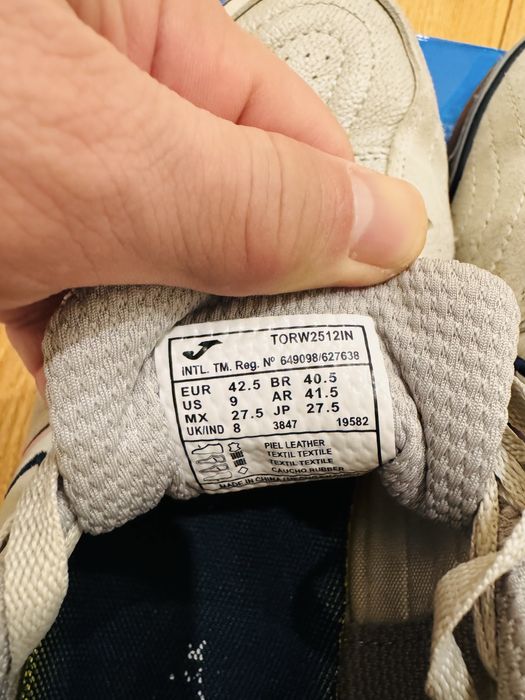 TORW2512IN
INTL. TM. Reg. Nº 649098/627638
EUR 42.5 BR 40.5
US 9 AR 41.5
MX 27.5 JP 27.5
UK/IND 8 3847 19582
PIEL LEATHER
TEXTIL TEXTILE
TEXTIL TEXTILE
CAUCHO RUBBER
MADE IN CHINA